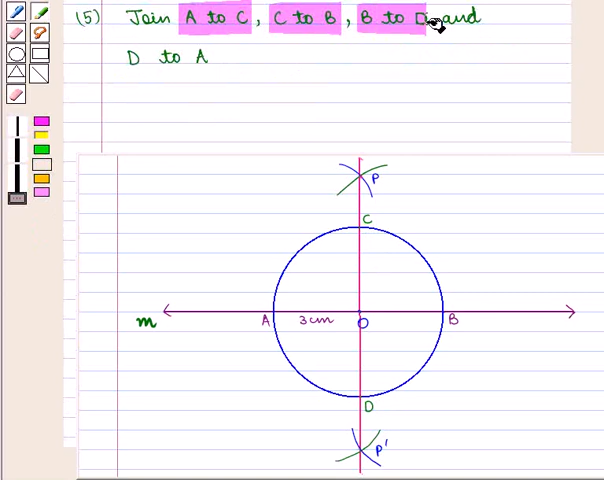 (5) Join A to C, C to B, B to D and
D to A
P
C
m A 3cm O B
D
P'